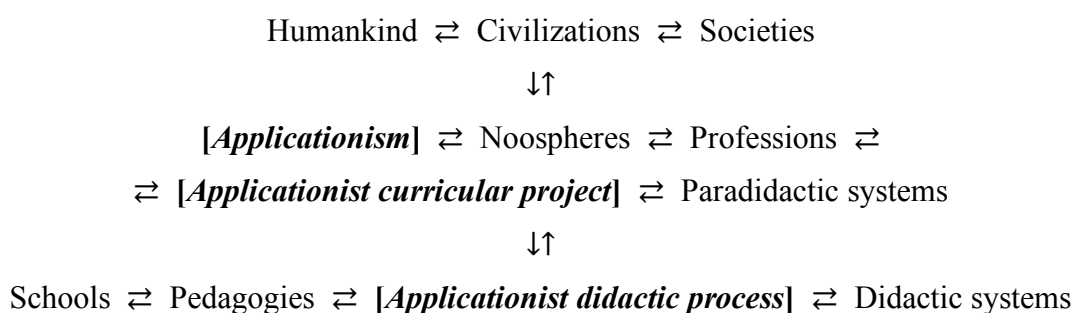 Humankind ⇄ Civilizations ⇄ Societies
↓↑
[Applicationism] ⇄ Noospheres ⇄ Professions ⇄
⇄ [Applicationist curricular project] ⇄ Paradidactic systems
↓↑
Schools ⇄ Pedagogies ⇄ [Applicationist didactic process] ⇄ Didactic systems